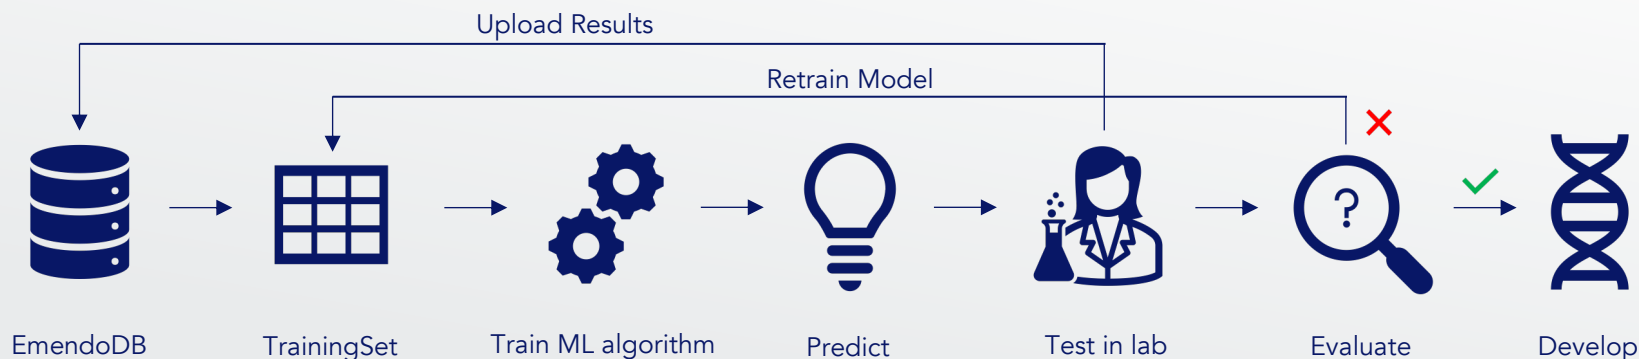 Upload Results
Retrain Model
?
EmendoDB
TrainingSet
Train ML algorithm
Predict
Test in lab
Evaluate
Develop